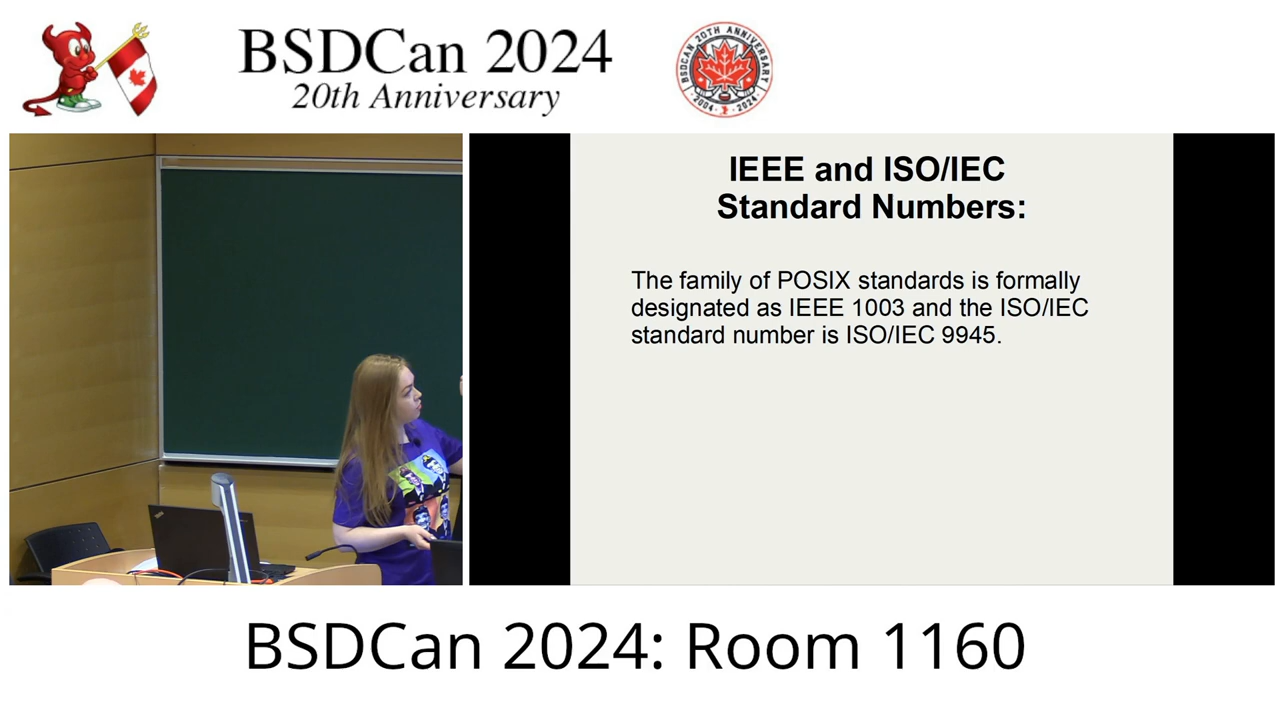 BSDCan 2024
20th Anniversary
BSDCAN 20TH ANNIVERSARY
· 2004 · 2024 ·
IEEE and ISO/IEC
Standard Numbers:
The family of POSIX standards is formally
designated as IEEE 1003 and the ISO/IEC
standard number is ISO/IEC 9945.
BSDCan 2024: Room 1160